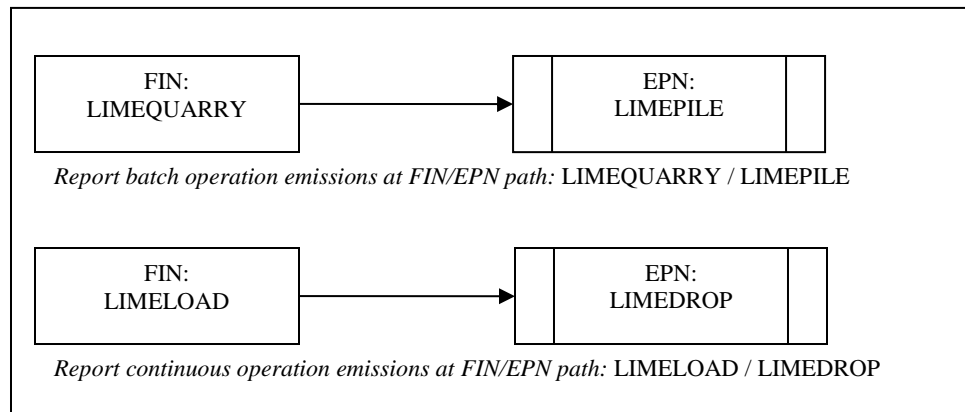 FIN:
LIMEQUARRY
EPN:
LIMEPILE
Report batch operation emissions at FIN/EPN path: LIMEQUARRY / LIMEPILE
FIN:
LIMELOAD
EPN:
LIMEDROP
Report continuous operation emissions at FIN/EPN path: LIMELOAD / LIMEDROP